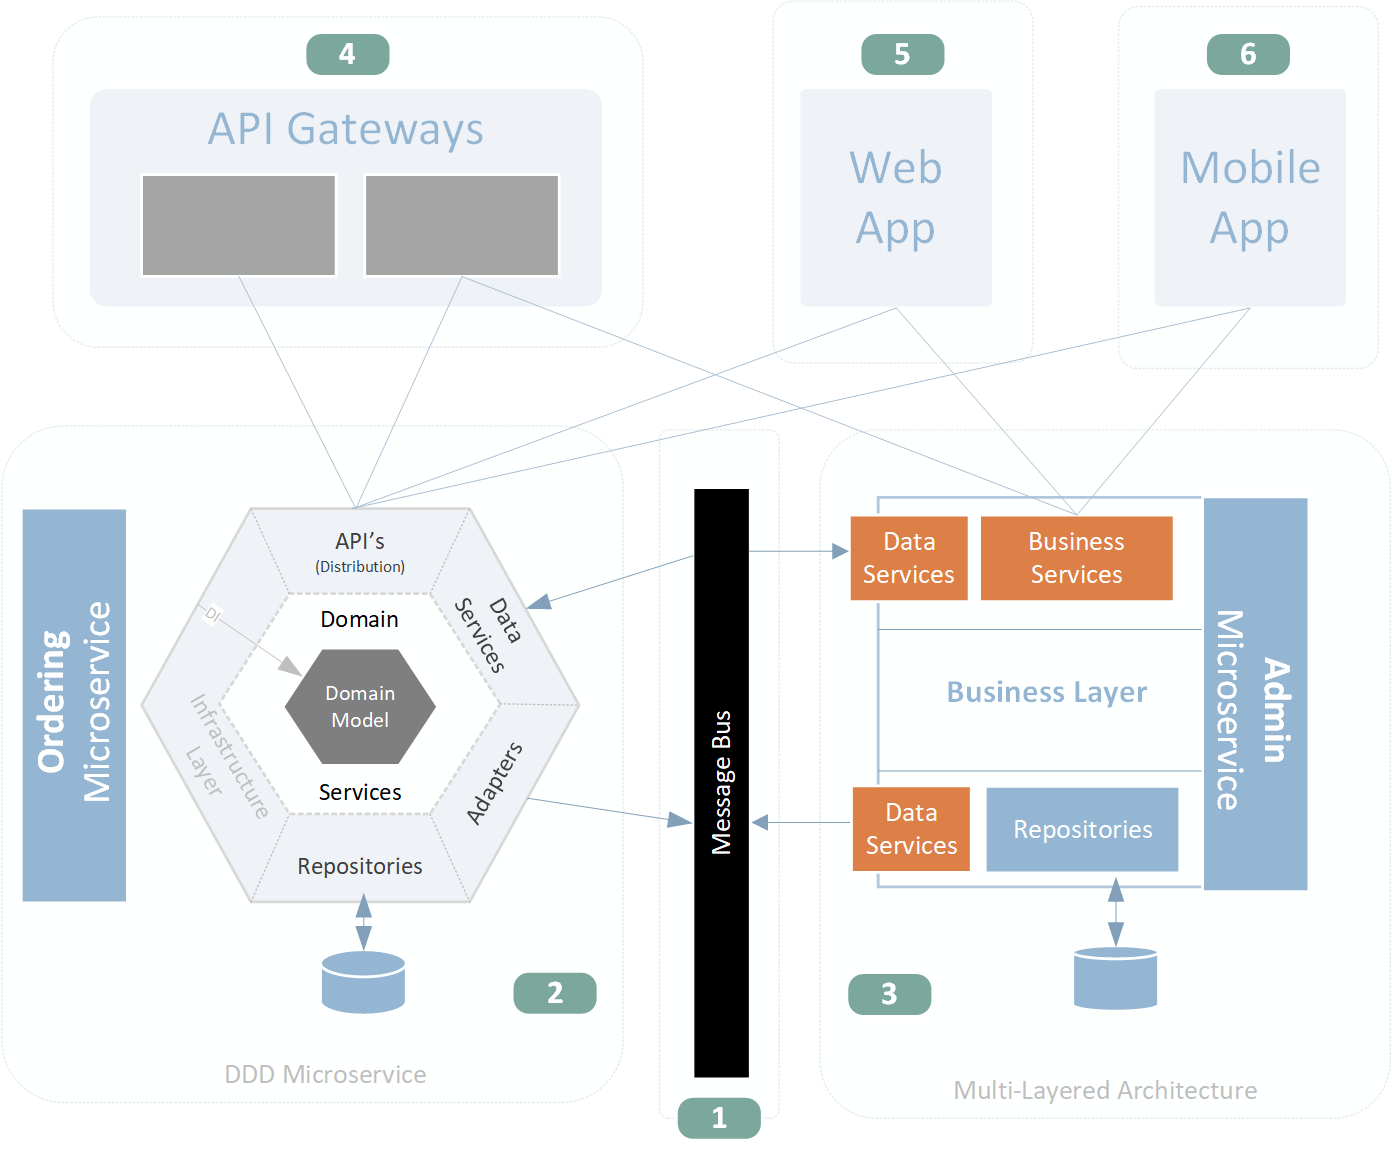 4
5
6
API Gateways
Web
App
Mobile
App
Ordering
Microservice
API's
(Distribution)
Data
Services
DI
Domain
Domain
Model
Services
Infrastructure
Layer
Adapters
Repositories
2
DDD Microservice
Message Bus
1
Data
Services
Business
Services
Business Layer
Data
Services
Repositories
Admin
Microservice
3
Multi-Layered Architecture